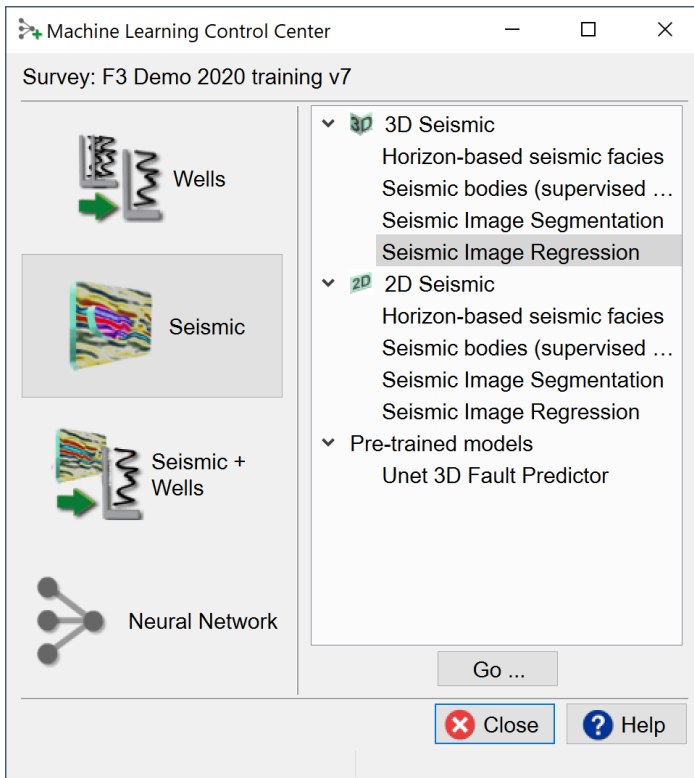 Machine Learning Control Center
Survey: F3 Demo 2020 training v7
Wells
Seismic
Seismic +
Wells
Neural Network
3D 3D Seismic
Horizon-based seismic facies
Seismic bodies (supervised ...
Seismic Image Segmentation
Seismic Image Regression
2D 2D Seismic
Horizon-based seismic facies
Seismic bodies (supervised ...
Seismic Image Segmentation
Seismic Image Regression
Pre-trained models
Unet 3D Fault Predictor
Go ...
Close
? Help